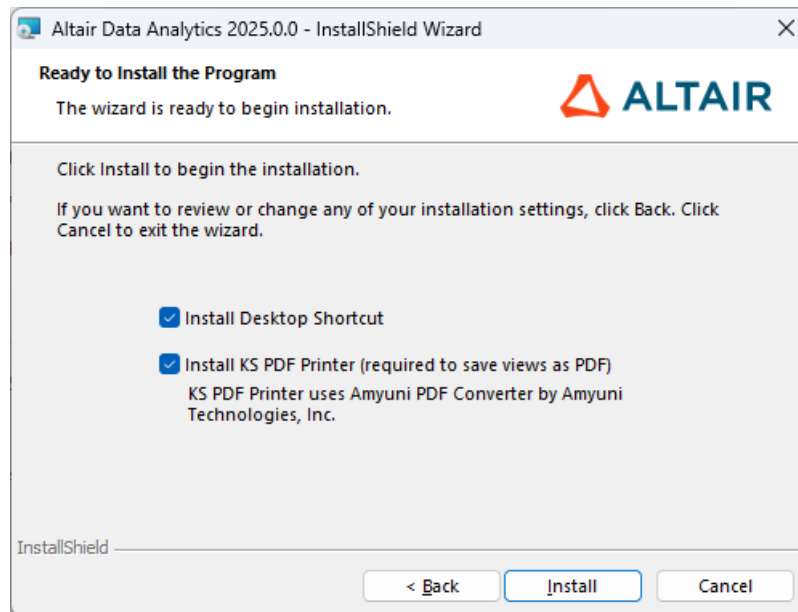 Altair Data Analytics 2025.0.0 - InstallShield Wizard
Ready to Install the Program
The wizard is ready to begin installation.
ALTAIR
Click Install to begin the installation.
If you want to review or change any of your installation settings, click Back. Click
Cancel to exit the wizard.
Install Desktop Shortcut
Install KS PDF Printer (required to save views as PDF)
KS PDF Printer uses Amyuni PDF Converter by Amyuni
Technologies, Inc.
InstallShield
< Back
Install
Cancel